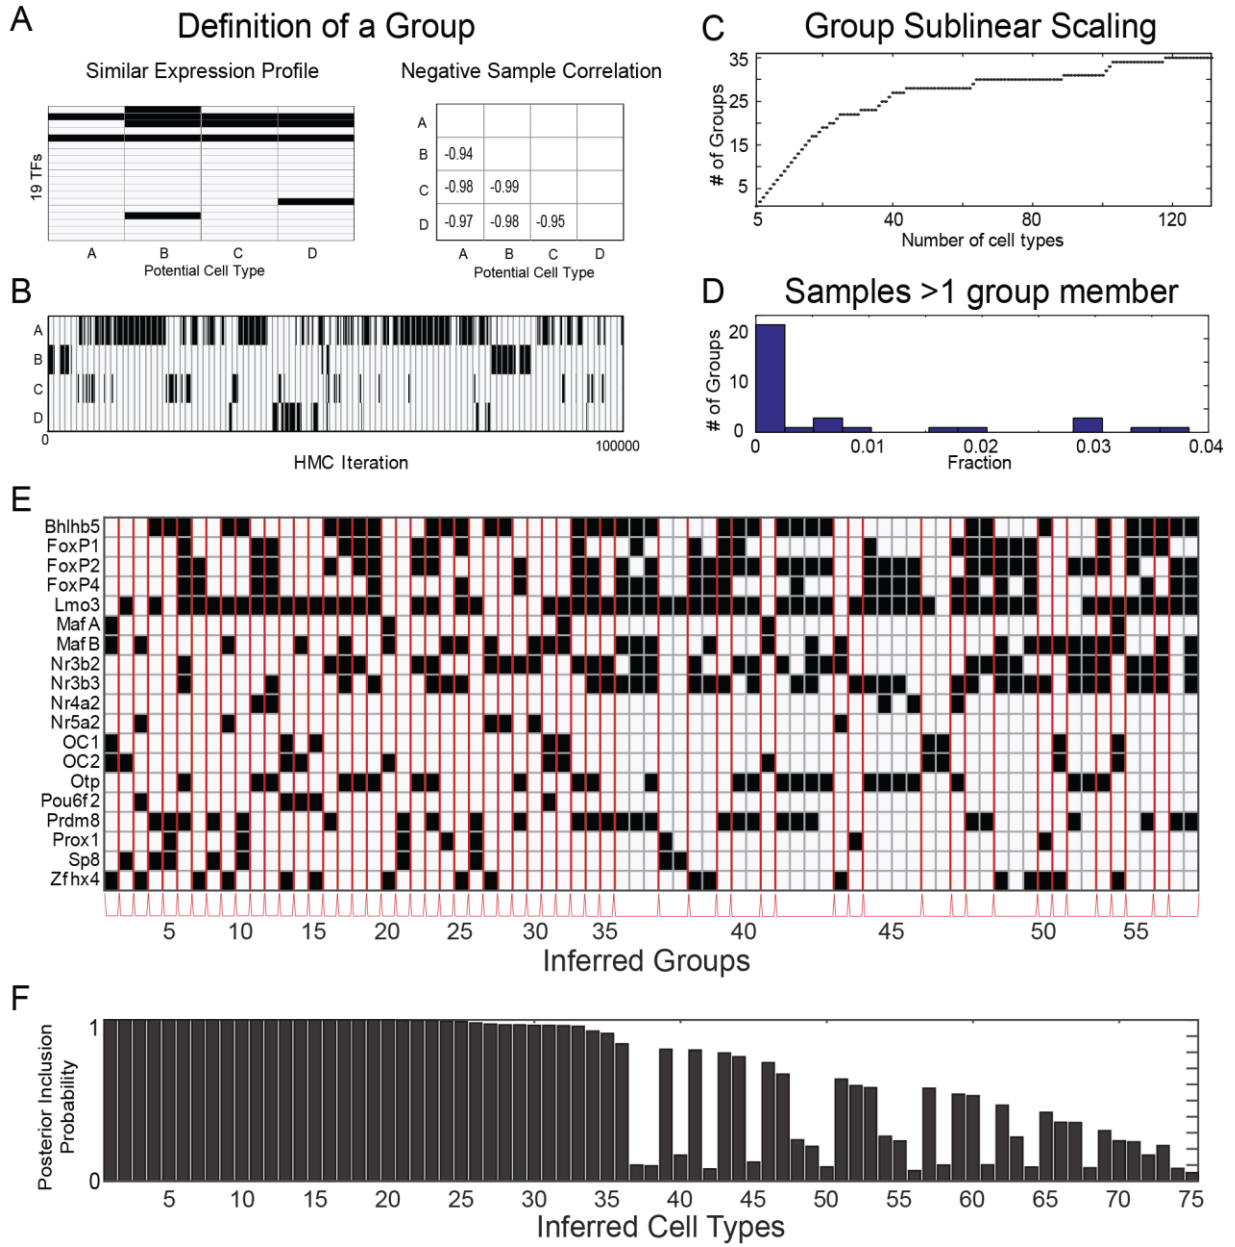 A
Definition of a Group
Similar Expression Profile
19 TFs
A B C D
Potential Cell Type
Negative Sample Correlation
A
B -0.94
C -0.98 -0.99
D -0.97 -0.98 -0.95
A B C D
Potential Cell Type
B
A
B
C
D
0 100000
HMC Iteration
C
Group Sublinear Scaling
# of Groups
35
25
15
5
5 40 80 120
Number of cell types
D
Samples >1 group member
# of Groups
20
10
0
0 0.01 0.02 0.03 0.04
Fraction
E
Bhlhb5
FoxP1
FoxP2
FoxP4
Lmo3
MafA
MafB
Nr3b2
Nr3b3
Nr4a2
Nr5a2
OC1
OC2
Otp
Pou6f2
Prdm8
Prox1
Sp8
Zfhx4
5 10 15 20 25 30 35 40 45 50 55
Inferred Groups
F
Posterior Inclusion
Probability
1
0
5 10 15 20 25 30 35 40 45 50 55 60 65 70 75
Inferred Cell Types